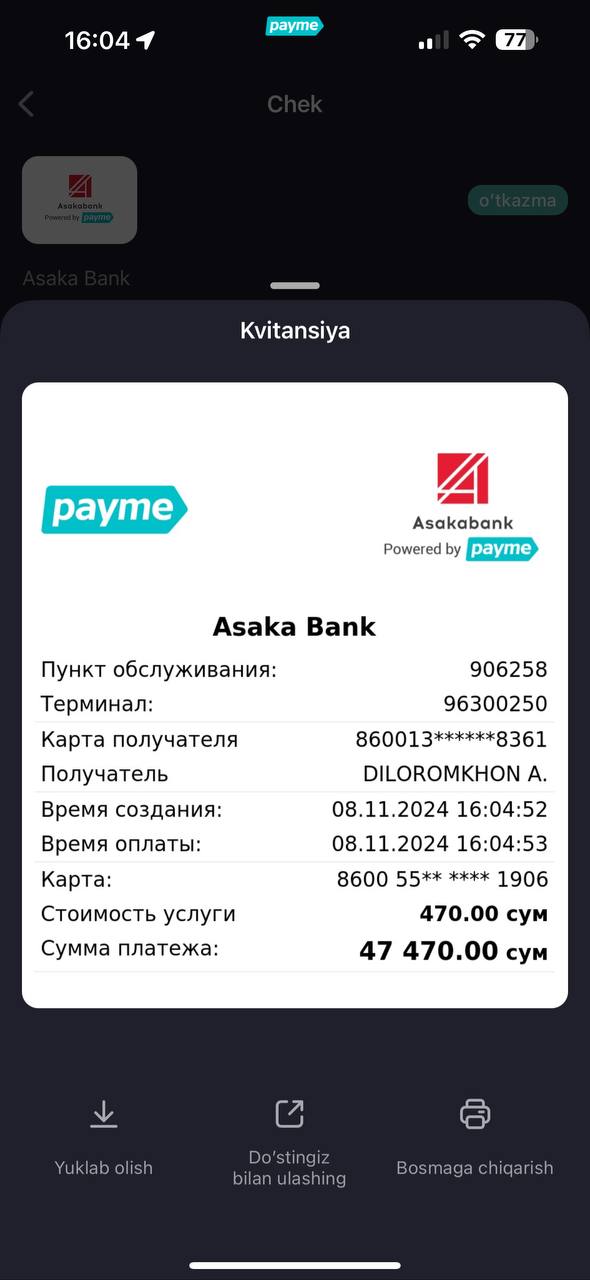 16:04
payme
77
Chek
Asakabank
Powered by payme
o'tkazma
Asaka Bank
Kvitansiya
payme
Asakabank
Powered by payme
Asaka Bank
Пункт обслуживания: 906258
Терминал: 96300250
Карта получателя 860013******8361
Получатель DILOROMKHON A.
Время создания: 08.11.2024 16:04:52
Время оплаты: 08.11.2024 16:04:53
Карта: 8600 55** **** 1906
Стоимость услуги 470.00 сум
Сумма платежа: 47 470.00 сум
Yuklab olish
Do'stingiz
bilan ulashing
Bosmaga chiqarish